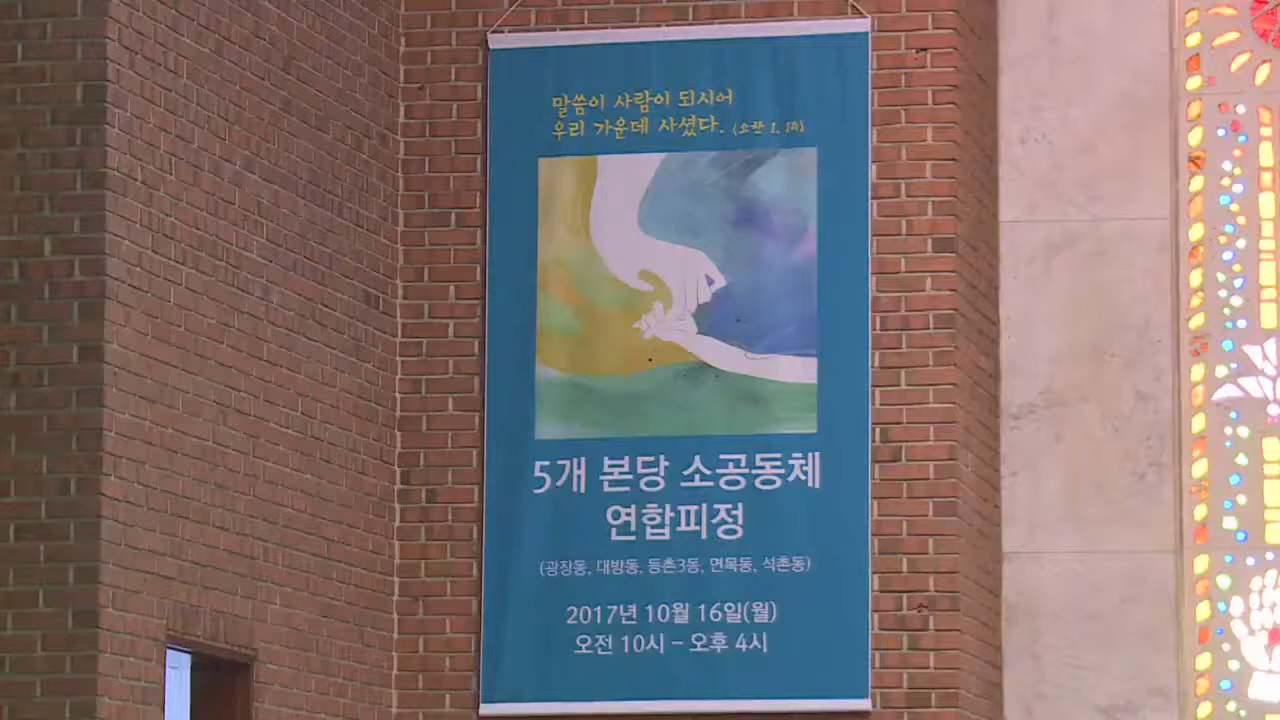 말씀이 사람이 되시어
우리 가운데 사셨다. (요한 1, 14)
5개 본당 소공동체
연합피정
(광장동, 대방동, 등촌3동, 면목동, 석촌동)
2017년 10월 16일(월)
오전 10시 - 오후 4시